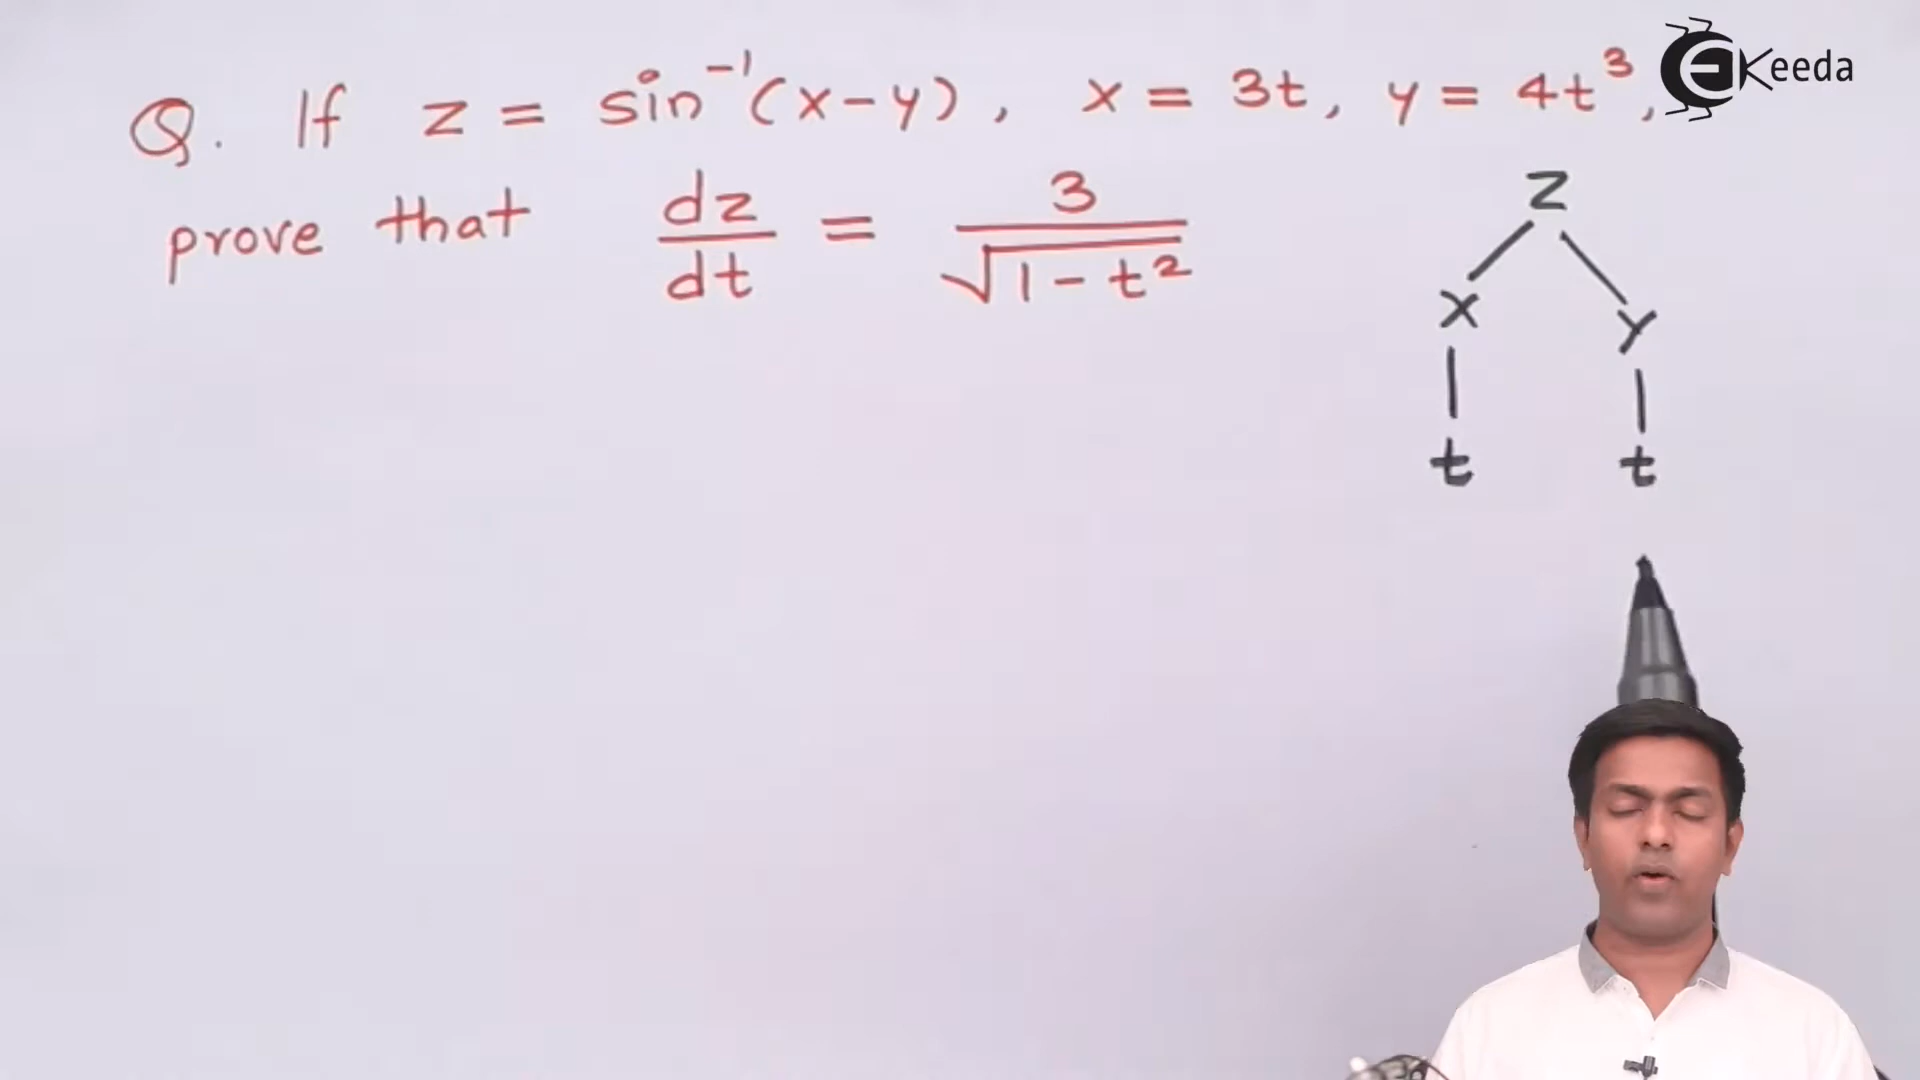 Q. If z = sin⁻¹(x-y), x = 3t, y = 4t³,
prove that dz/dt = 3/√(1-t²)
EKeeda
z
x y
t t